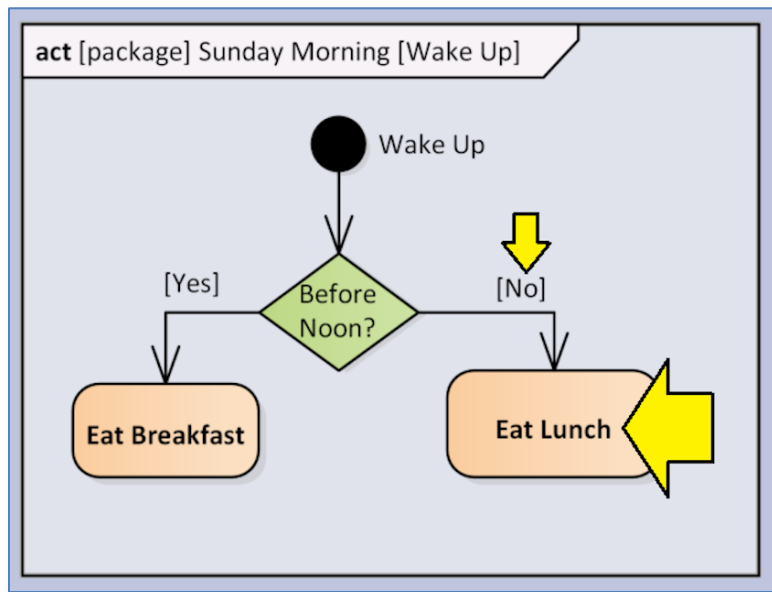 act [package] Sunday Morning [Wake Up]
Wake Up
[Yes]
[No]
Before
Noon?
Eat Breakfast
Eat Lunch